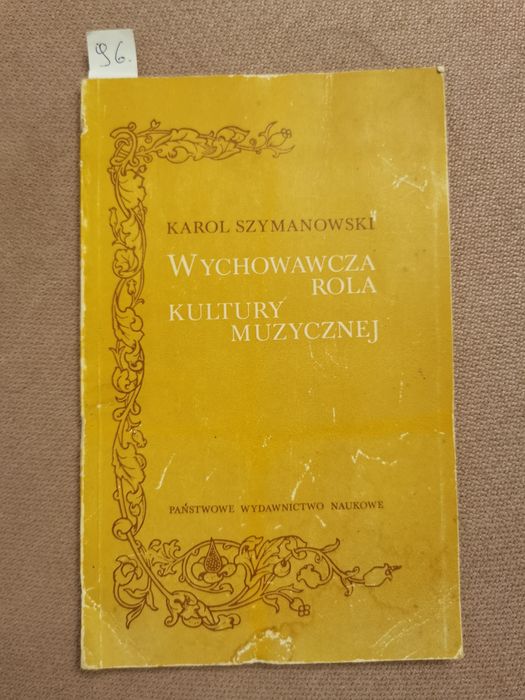 96.
KAROL SZYMANOWSKI
WYCHOWAWCZA
ROLA
KULTURY
MUZYCZNEJ
PAŃSTWOWE WYDAWNICTWO NAUKOWE